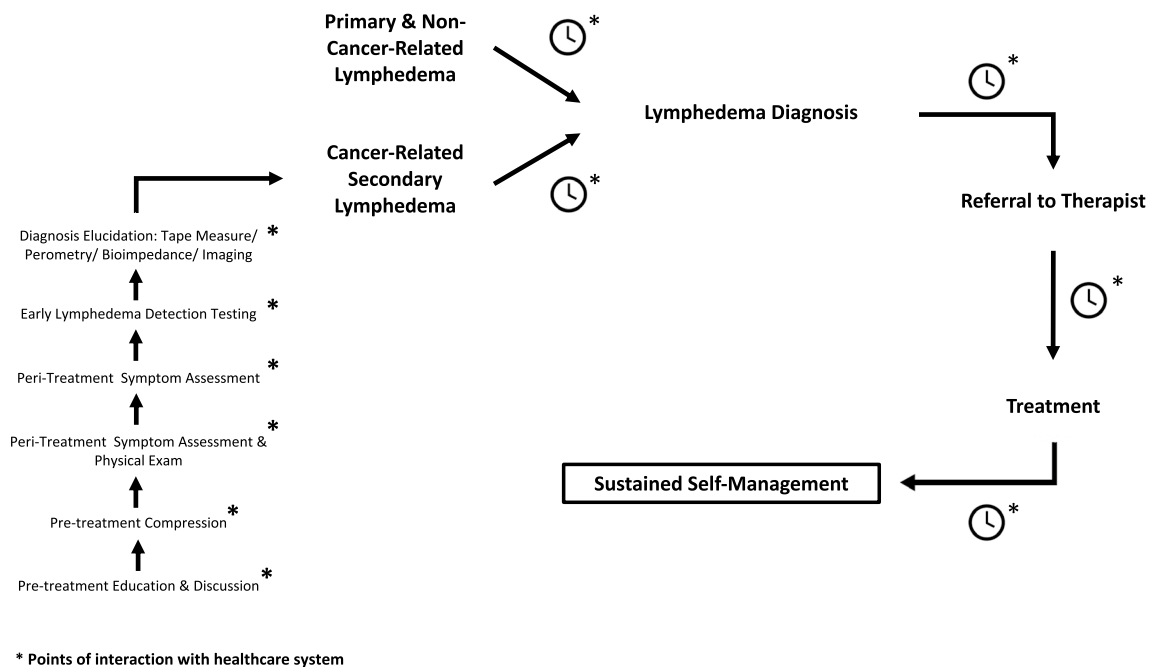 Primary & Non-
Cancer-Related
Lymphedema
*
*
Lymphedema Diagnosis
Cancer-Related
Secondary
Lymphedema
*
Referral to Therapist
Diagnosis Elucidation: Tape Measure/ *
Perometry/ Bioimpedance/ Imaging
*
Early Lymphedema Detection Testing *
Peri-Treatment Symptom Assessment *
Treatment
Peri-Treatment Symptom Assessment & *
Physical Exam
Sustained Self-Management
*
Pre-treatment Compression *
Pre-treatment Education & Discussion *
* Points of interaction with healthcare system